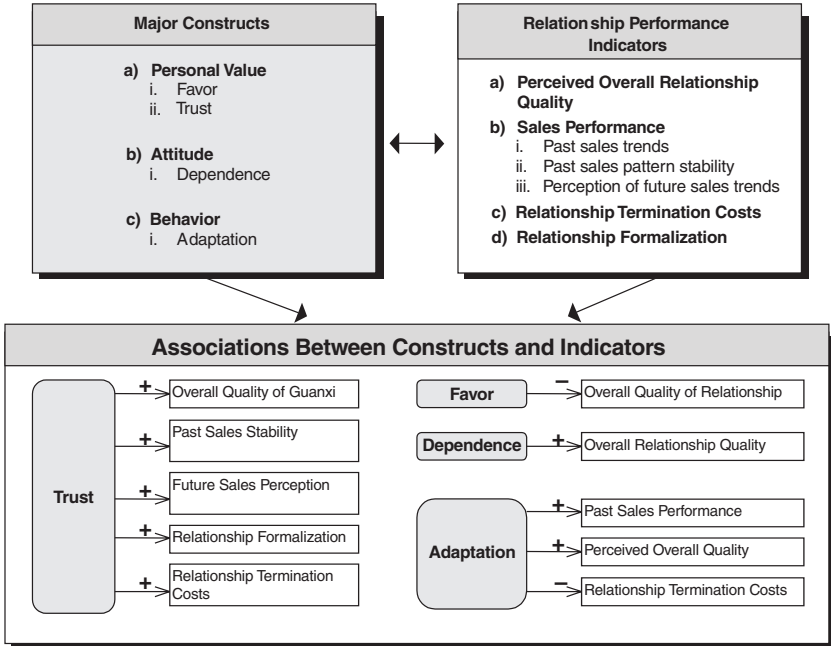 Major Constructs
a) Personal Value
i. Favor
ii. Trust
b) Attitude
i. Dependence
c) Behavior
i. Adaptation
Relationship Performance
Indicators
a) Perceived Overall Relationship
Quality
b) Sales Performance
i. Past sales trends
ii. Past sales pattern stability
iii. Perception of future sales trends
c) Relationship Termination Costs
d) Relationship Formalization
Associations Between Constructs and Indicators
Trust
+ Overall Quality of Guanxi
+ Past Sales Stability
+ Future Sales Perception
+ Relationship Formalization
+ Relationship Termination
Costs
Favor
− Overall Quality of Relationship
Dependence
+ Overall Relationship Quality
Adaptation
+ Past Sales Performance
+ Perceived Overall Quality
− Relationship Termination Costs